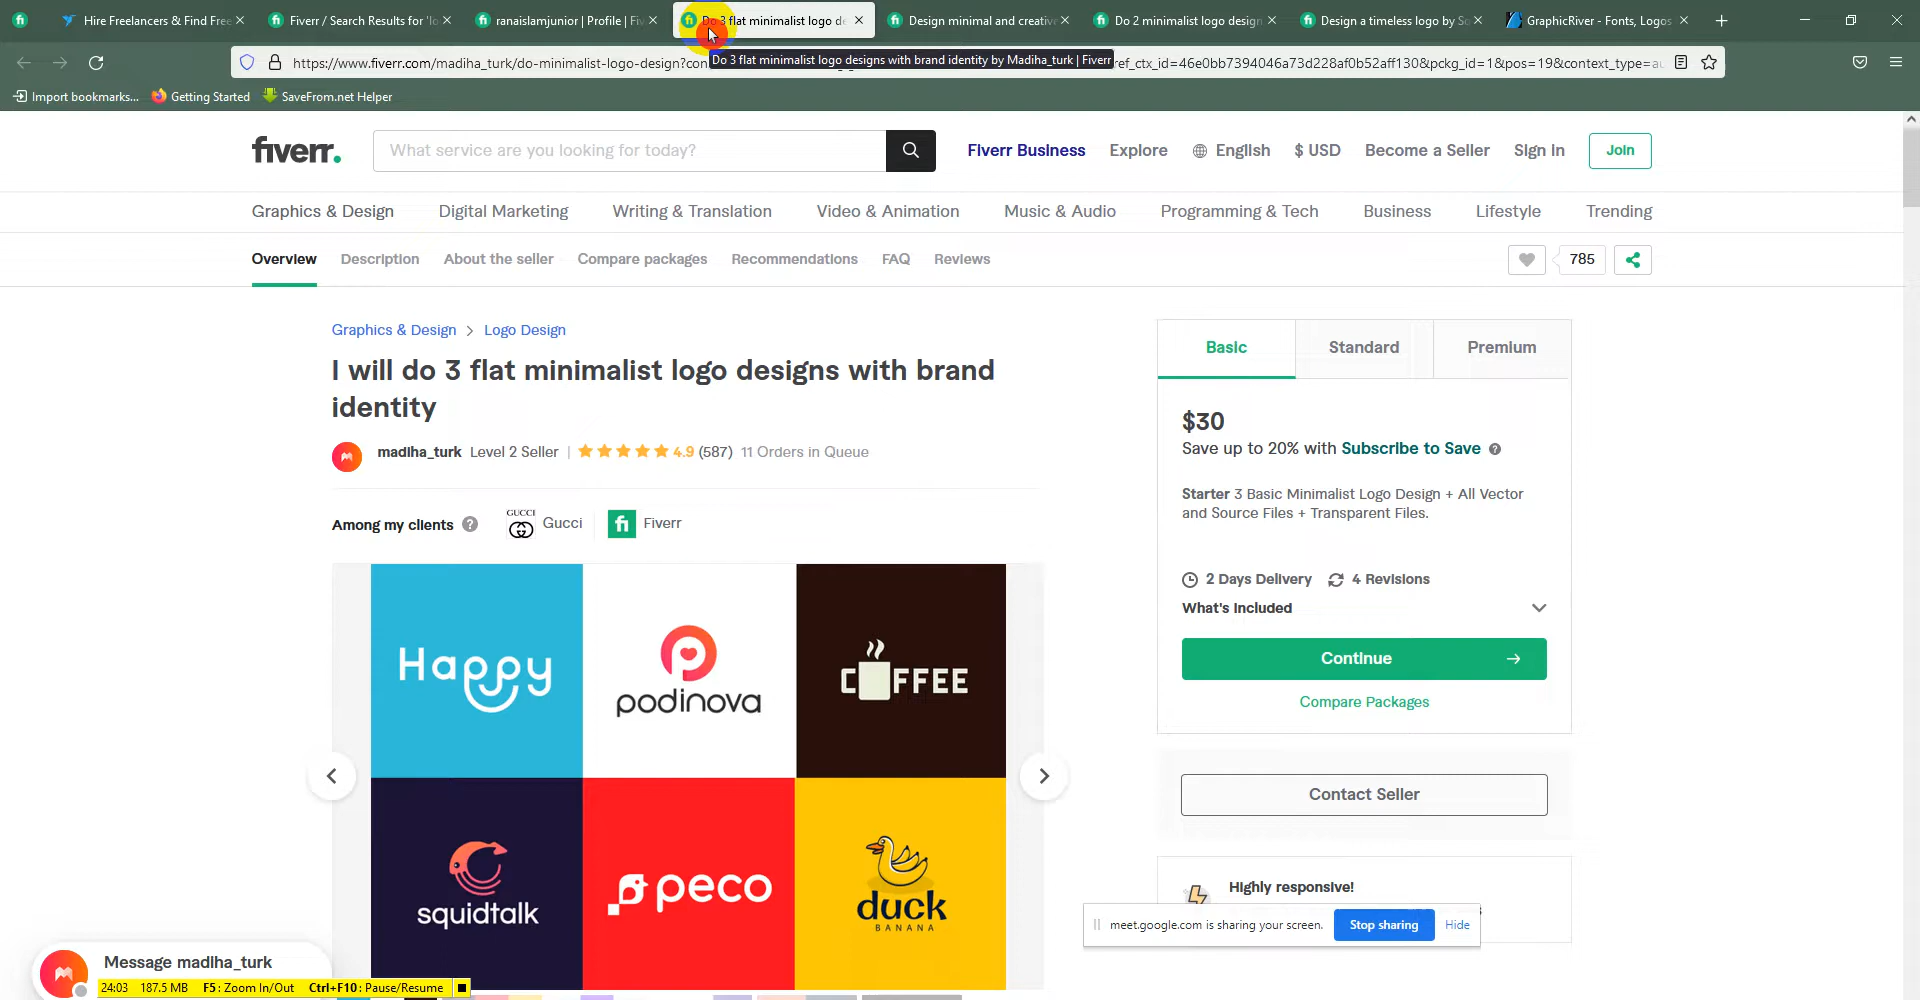 Hire Freelancers & Find Free
Fiverr / Search Results for 'lo
ranaislamjunior | Profile | Fiv
Do 3 flat minimalist logo de
Design minimal and creative
Do 2 minimalist logo design
Design a timeless logo by So
GraphicRiver - Fonts, Logos
https://www.fiverr.com/madiha_turk/do-minimalist-logo-design?con
ref_ctx_id=46e0bb7394046a73d228af0b52aff130&pckg_id=1&pos=19&context_type=au
Do 3 flat minimalist logo designs with brand identity by Madiha_turk | Fiverr
Import bookmarks...
Getting Started
SaveFrom.net Helper
fiverr.
What service are you looking for today?
Fiverr Business
Explore
English
$ USD
Become a Seller
Sign in
Join
Graphics & Design
Digital Marketing
Writing & Translation
Video & Animation
Music & Audio
Programming & Tech
Business
Lifestyle
Trending
Overview
Description
About the seller
Compare packages
Recommendations
FAQ
Reviews
785
Graphics & Design > Logo Design
I will do 3 flat minimalist logo designs with brand
identity
madiha_turk Level 2 Seller | 4.9 (587) 11 Orders in Queue
Among my clients
GUCCI
Gucci
fi
Fiverr
Happy
podinova
COFFEE
squidtalk
peco
duck
BANANA
Basic
Standard
Premium
$30
Save up to 20% with Subscribe to Save
Starter 3 Basic Minimalist Logo Design + All Vector
and Source Files + Transparent Files.
2 Days Delivery
4 Revisions
What's Included
Continue
Compare Packages
Contact Seller
Highly responsive!
meet.google.com is sharing your screen.
Stop sharing
Hide
Message madiha_turk
24:03 187.5 MB F5: Zoom In/Out Ctrl+F10: Pause/Resume